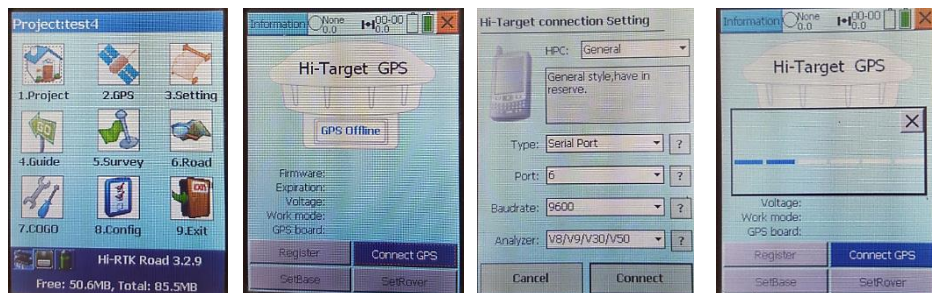 Project:test4
1.Project
2.GPS
3.Setting
GO
4.Guide
5.Survey
6.Road
on
7.COGO
8.Config
9.Exit
Hi-RTK Road 3.2.9
Free: 50.6MB, Total: 85.5MB
Information
None
0.0
00-00
0.0
Hi-Target GPS
GPS Offline
Firmware:
Expiration:
Voltage:
Work mode:
GPS board:
Register
Connect GPS
SetBase
SetRover
Hi-Target connection Setting
HPC: General
General style,have in
reserve.
Type: Serial Port ?
Port: 6 ?
Baudrate: 9600 ?
Analyzer: V8/V9/V30/V50 ?
Cancel
Connect
Information
None
0.0
00-00
0.0
Hi-Target GPS
Voltage:
Work mode:
GPS board:
Register
Connect GPS
SetBase
SetRover